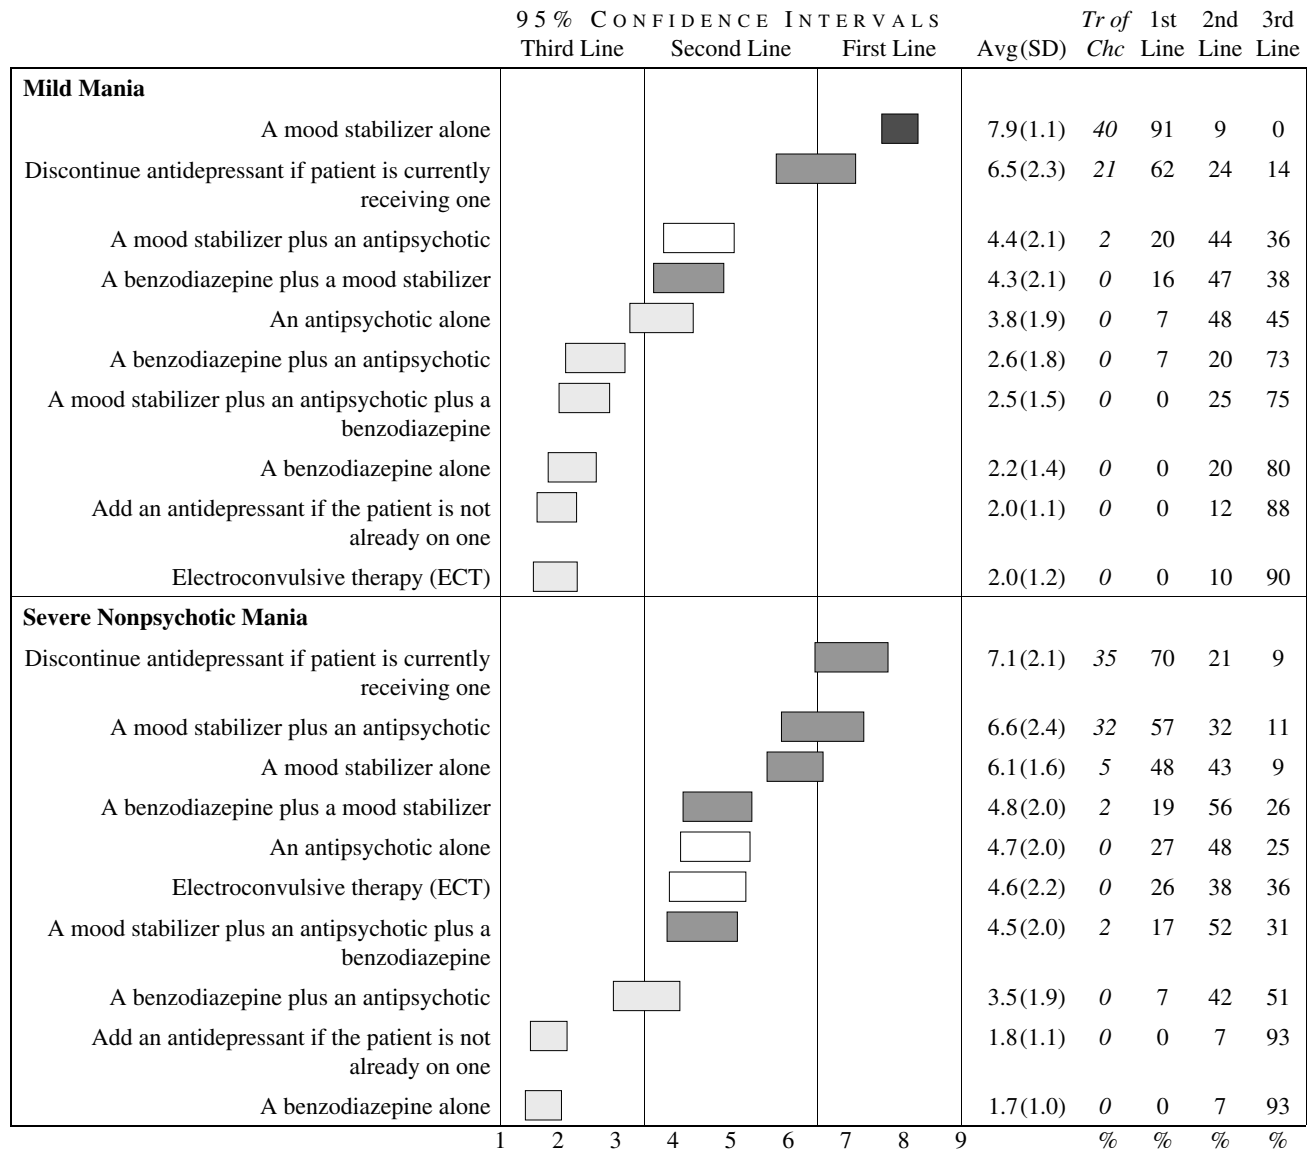 95% CONFIDENCE INTERVALS Tr of 1st 2nd 3rd
Third Line Second Line First Line Avg(SD) Chc Line Line Line
Mild Mania
A mood stabilizer alone 7.9(1.1) 40 91 9 0
Discontinue antidepressant if patient is currently 6.5(2.3) 21 62 24 14
receiving one
A mood stabilizer plus an antipsychotic 4.4(2.1) 2 20 44 36
A benzodiazepine plus a mood stabilizer 4.3(2.1) 0 16 47 38
An antipsychotic alone 3.8(1.9) 0 7 48 45
A benzodiazepine plus an antipsychotic 2.6(1.8) 0 7 20 73
A mood stabilizer plus an antipsychotic plus a 2.5(1.5) 0 0 25 75
benzodiazepine
A benzodiazepine alone 2.2(1.4) 0 0 20 80
Add an antidepressant if the patient is not 2.0(1.1) 0 0 12 88
already on one
Electroconvulsive therapy (ECT) 2.0(1.2) 0 0 10 90
Severe Nonpsychotic Mania
Discontinue antidepressant if patient is currently 7.1(2.1) 35 70 21 9
receiving one
A mood stabilizer plus an antipsychotic 6.6(2.4) 32 57 32 11
A mood stabilizer alone 6.1(1.6) 5 48 43 9
A benzodiazepine plus a mood stabilizer 4.8(2.0) 2 19 56 26
An antipsychotic alone 4.7(2.0) 0 27 48 25
Electroconvulsive therapy (ECT) 4.6(2.2) 0 26 38 36
A mood stabilizer plus an antipsychotic plus a 4.5(2.0) 2 17 52 31
benzodiazepine
A benzodiazepine plus an antipsychotic 3.5(1.9) 0 7 42 51
Add an antidepressant if the patient is not 1.8(1.1) 0 0 7 93
already on one
A benzodiazepine alone 1.7(1.0) 0 0 7 93
1 2 3 4 5 6 7 8 9 % % % %